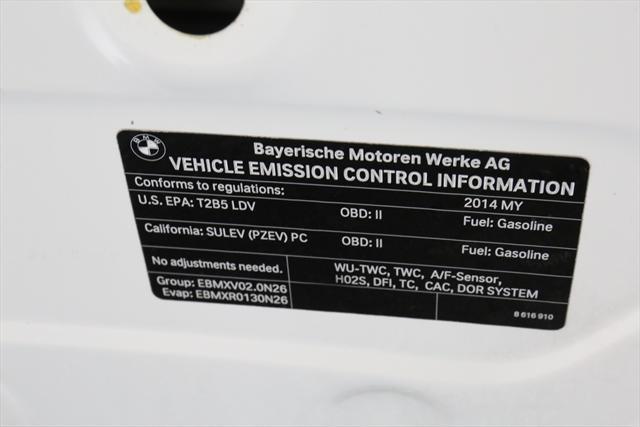 BMW
Bayerische Motoren Werke AG
VEHICLE EMISSION CONTROL INFORMATION
Conforms to regulations: 2014 MY
U.S. EPA: T2B5 LDV OBD: II Fuel: Gasoline
California: SULEV (PZEV) PC OBD: II Fuel: Gasoline
No adjustments needed.
WU-TWC, TWC, A/F-Sensor,
H02S, DFI, TC, CAC, DOR SYSTEM
Group: EBMXV02.0N26
Evap: EBMXR0130N26
8 616 910